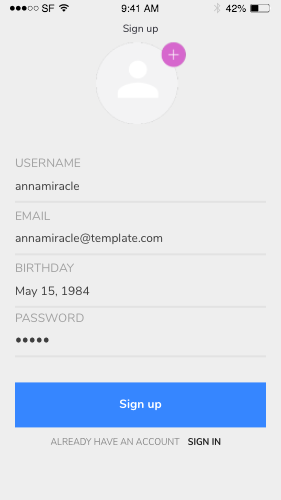 ●●●○○ SF 9:41 AM 42%
Sign up
USERNAME
annamiracle
EMAIL
annamiracle@template.com
BIRTHDAY
May 15, 1984
PASSWORD
●●●●●
Sign up
ALREADY HAVE AN ACCOUNT SIGN IN